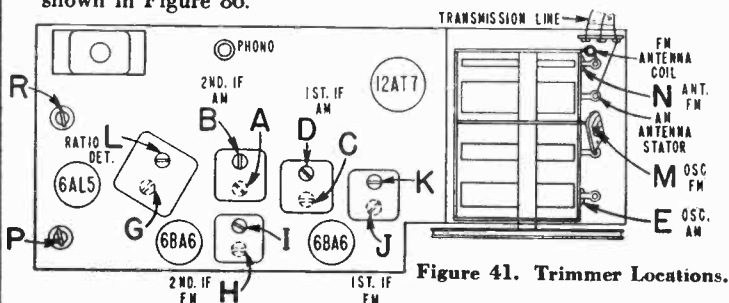 shown in Figure 80.
TRANSMISSION LINE
PHONO
FM
ANTENNA
COIL
2ND. IF
AM
1ST. IF
AM
12AT7
R
N ANT.
FM
B
A
D
C
AM
ANTENNA
STATOR
L
RATIO
DET.
K
M OSC
FM
6AL5
G
I
J
E OSC.
AM
P
6BA6
6BA6
H
2ND. IF
FM
1ST. IF
FM
Figure 41. Trimmer Locations.